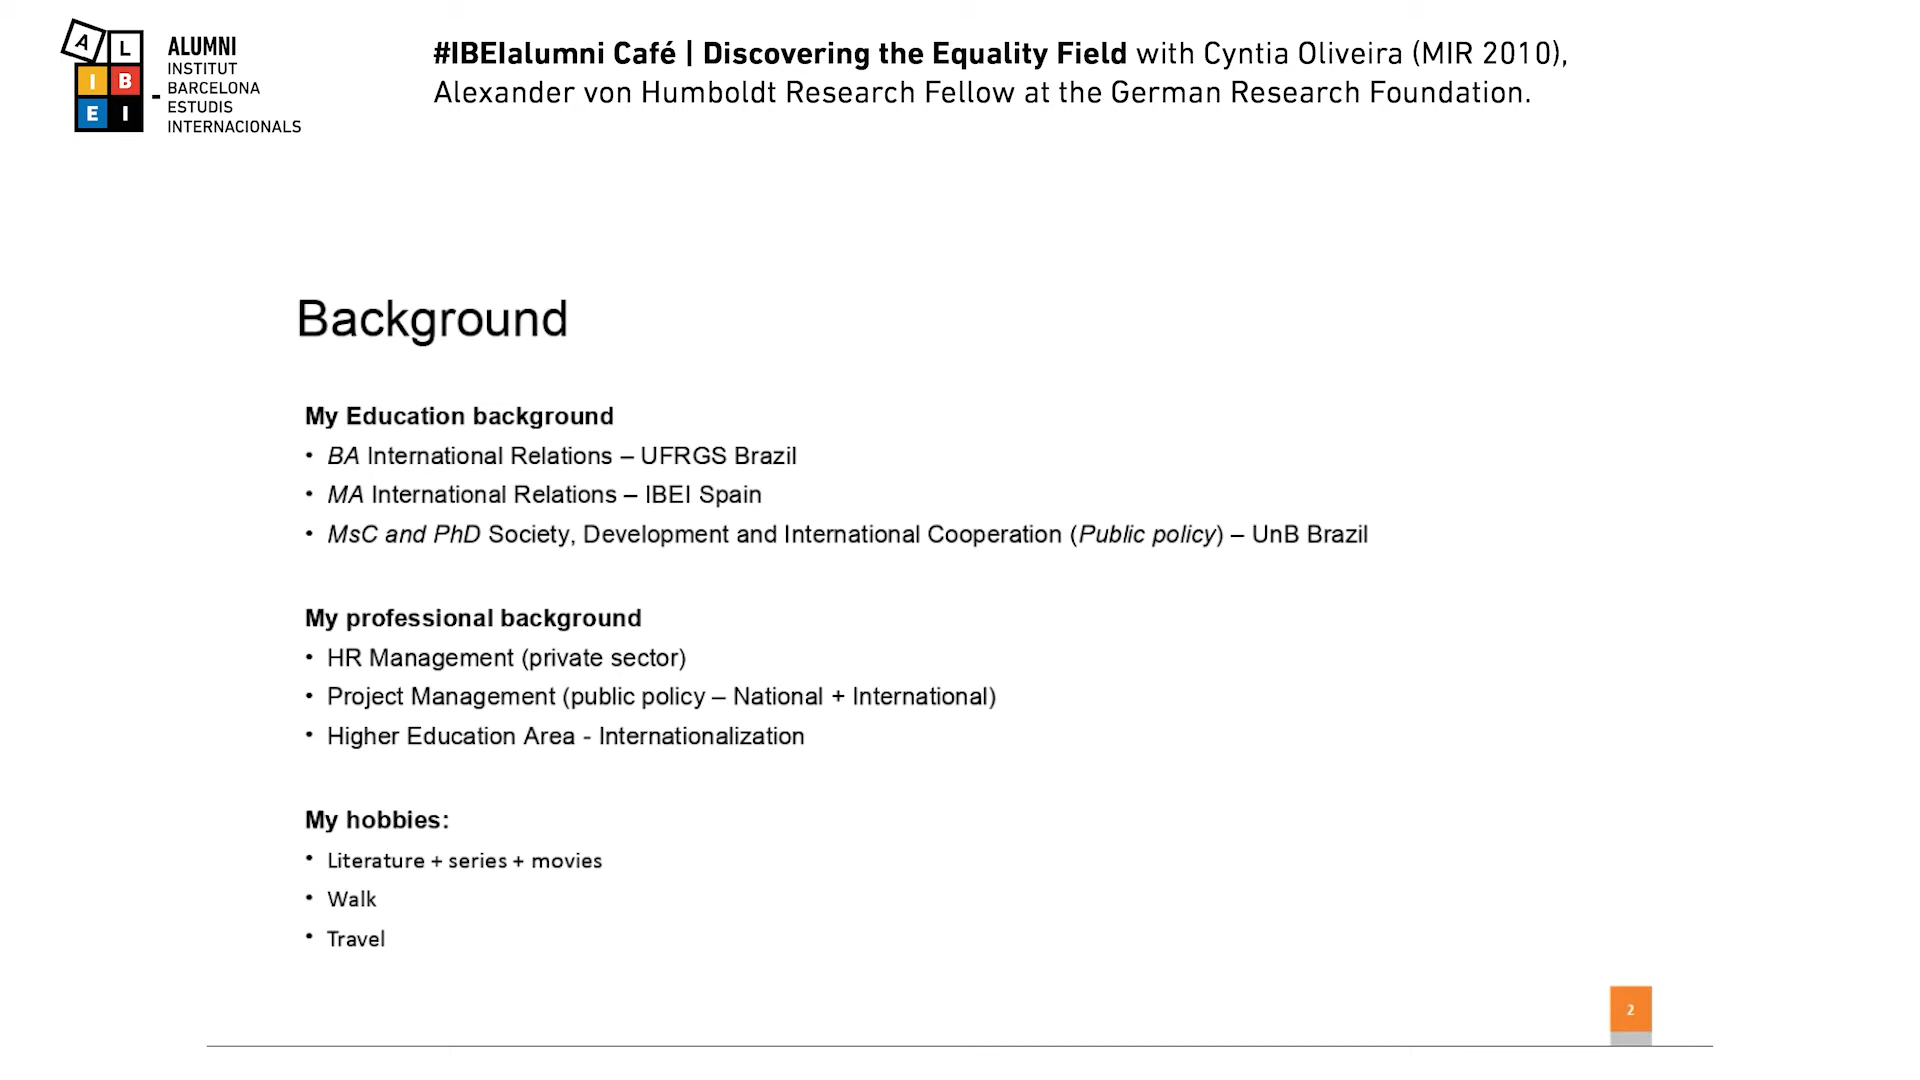 A L
I B
E I
ALUMNI
INSTITUT
BARCELONA
ESTUDIS
INTERNACIONALS
#IBEIalumni Café | Discovering the Equality Field with Cyntia Oliveira (MIR 2010),
Alexander von Humboldt Research Fellow at the German Research Foundation.
Background
My Education background
• BA International Relations – UFRGS Brazil
• MA International Relations – IBEI Spain
• MsC and PhD Society, Development and International Cooperation (Public policy) – UnB Brazil
My professional background
• HR Management (private sector)
• Project Management (public policy – National + International)
• Higher Education Area - Internationalization
My hobbies:
• Literature + series + movies
• Walk
• Travel
2